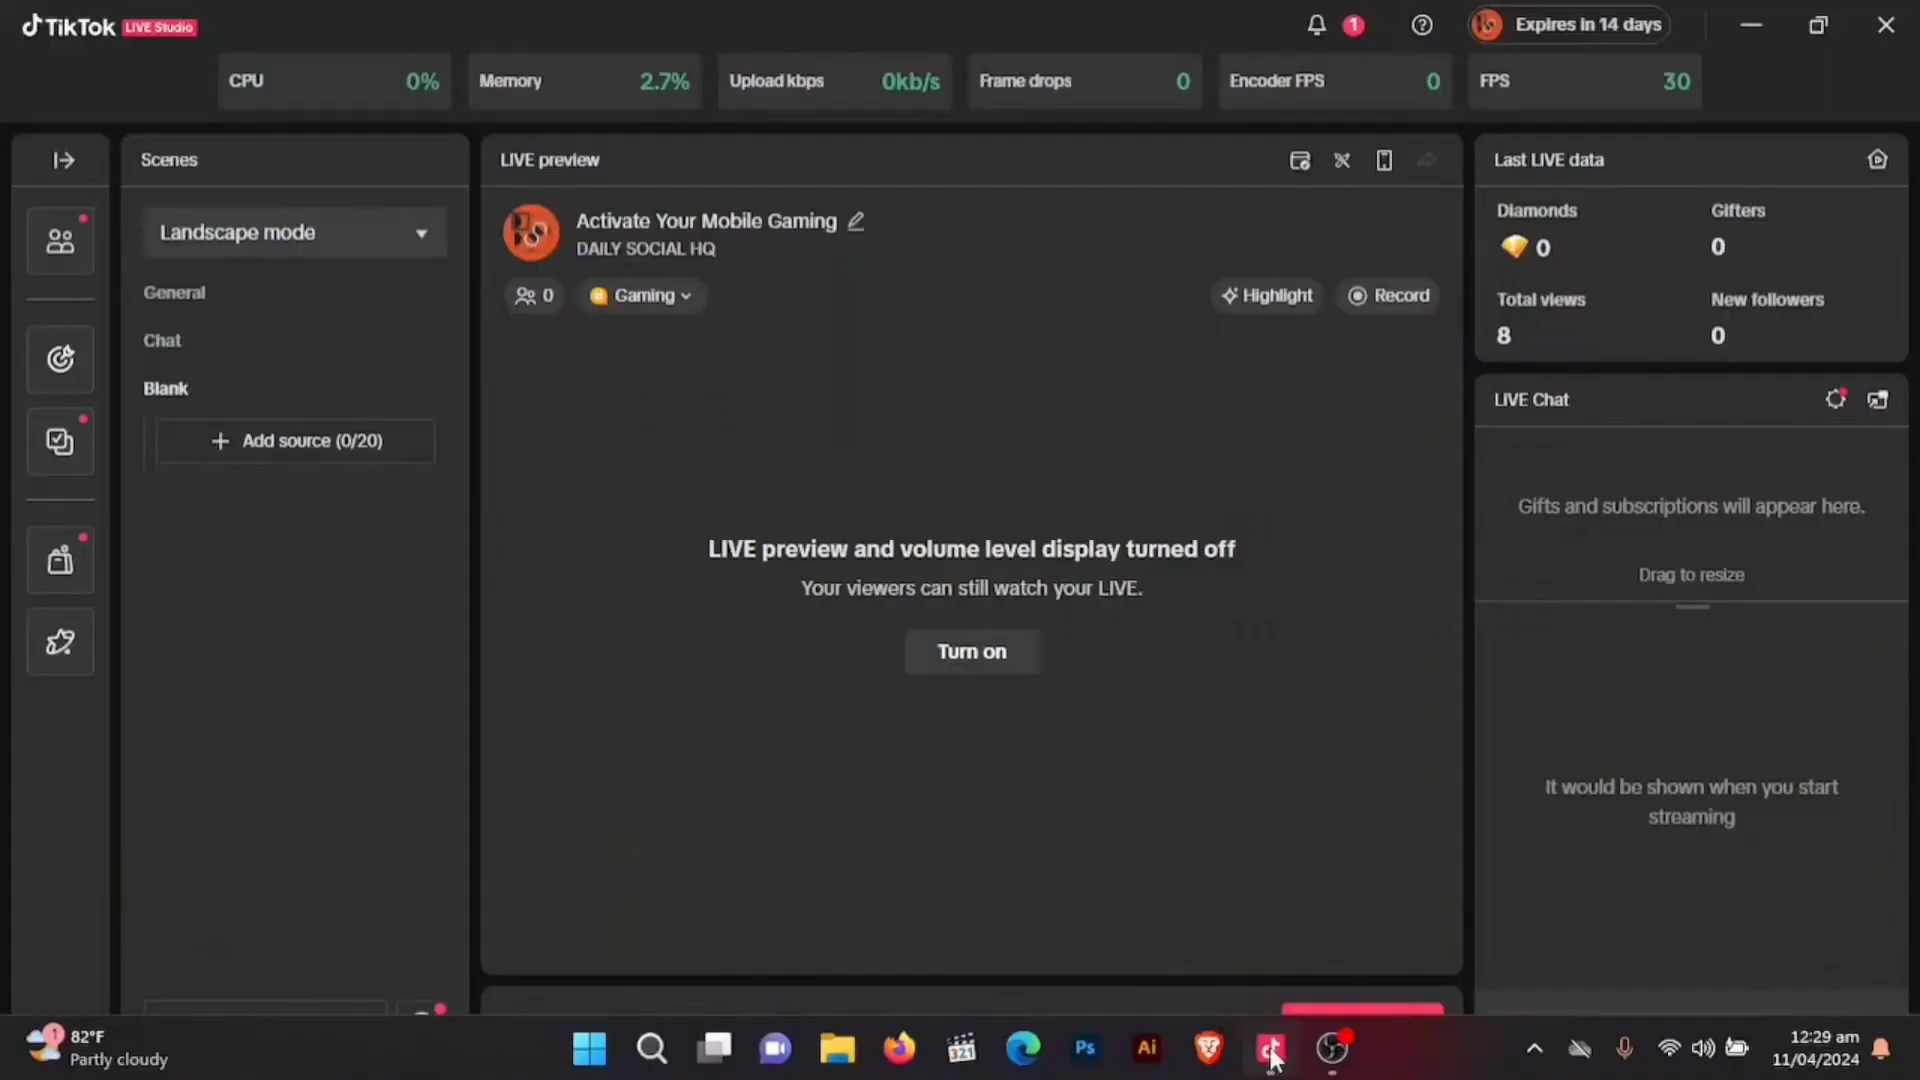 TikTok LIVE Studio
1
Expires in 14 days
CPU 0%
Memory 2.7%
Upload kbps 0kb/s
Frame drops 0
Encoder FPS 0
FPS 30
Scenes
Landscape mode
General
Chat
Blank
Add source (0/20)
LIVE preview
Activate Your Mobile Gaming
DAILY SOCIAL HQ
0
Gaming
Highlight
Record
LIVE preview and volume level display turned off
Your viewers can still watch your LIVE.
Turn on
Last LIVE data
Diamonds
Gifters
0
0
Total views
New followers
8
0
LIVE Chat
Gifts and subscriptions will appear here.
Drag to resize
It would be shown when you start
streaming
1
82°F
Partly cloudy
321
Ps
Ai
12:29 am
11/04/2024